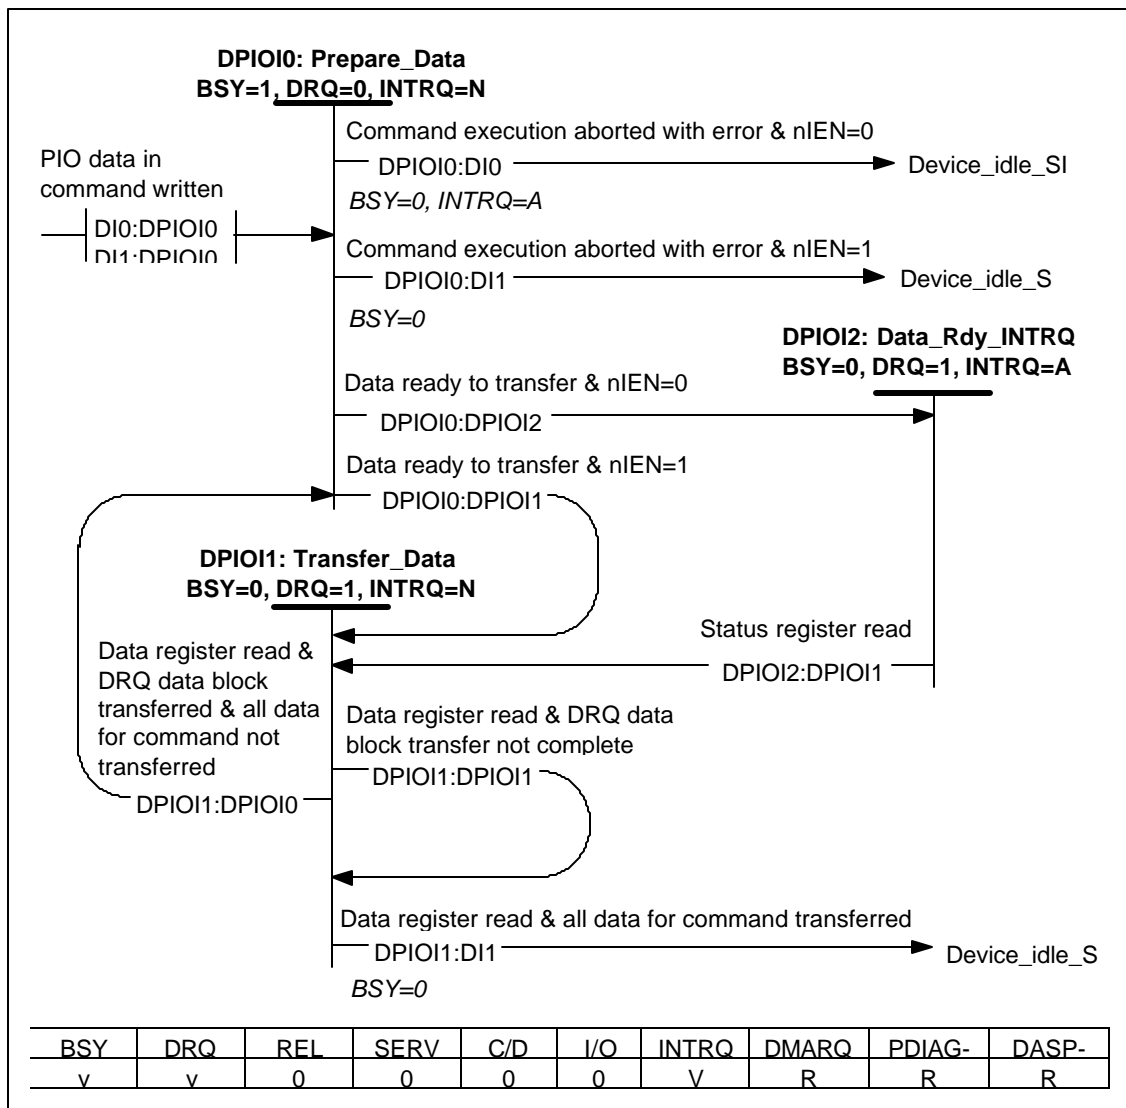 DPIOI0: Prepare_Data
BSY=1, DRQ=0, INTRQ=N
Command execution aborted with error & nIEN=0
DPIOI0:DI0
Device_idle_SI
BSY=0, INTRQ=A
PIO data in
command written
DI0:DPIOI0
DI1:DPIOI0
Command execution aborted with error & nIEN=1
DPIOI0:DI1
Device_idle_S
BSY=0
DPIOI2: Data_Rdy_INTRQ
BSY=0, DRQ=1, INTRQ=A
Data ready to transfer & nIEN=0
DPIOI0:DPIOI2
Data ready to transfer & nIEN=1
DPIOI0:DPIOI1
DPIOI1: Transfer_Data
BSY=0, DRQ=1, INTRQ=N
Status register read
DPIOI2:DPIOI1
Data register read &
DRQ data block
transferred & all data
for command not
transferred
DPIOI1:DPIOI0
Data register read & DRQ data
block transfer not complete
DPIOI1:DPIOI1
Data register read & all data for command transferred
DPIOI1:DI1
Device_idle_S
BSY=0
BSY DRQ REL SERV C/D I/O INTRQ DMARQ PDIAG- DASP-
v v 0 0 0 0 V R R R